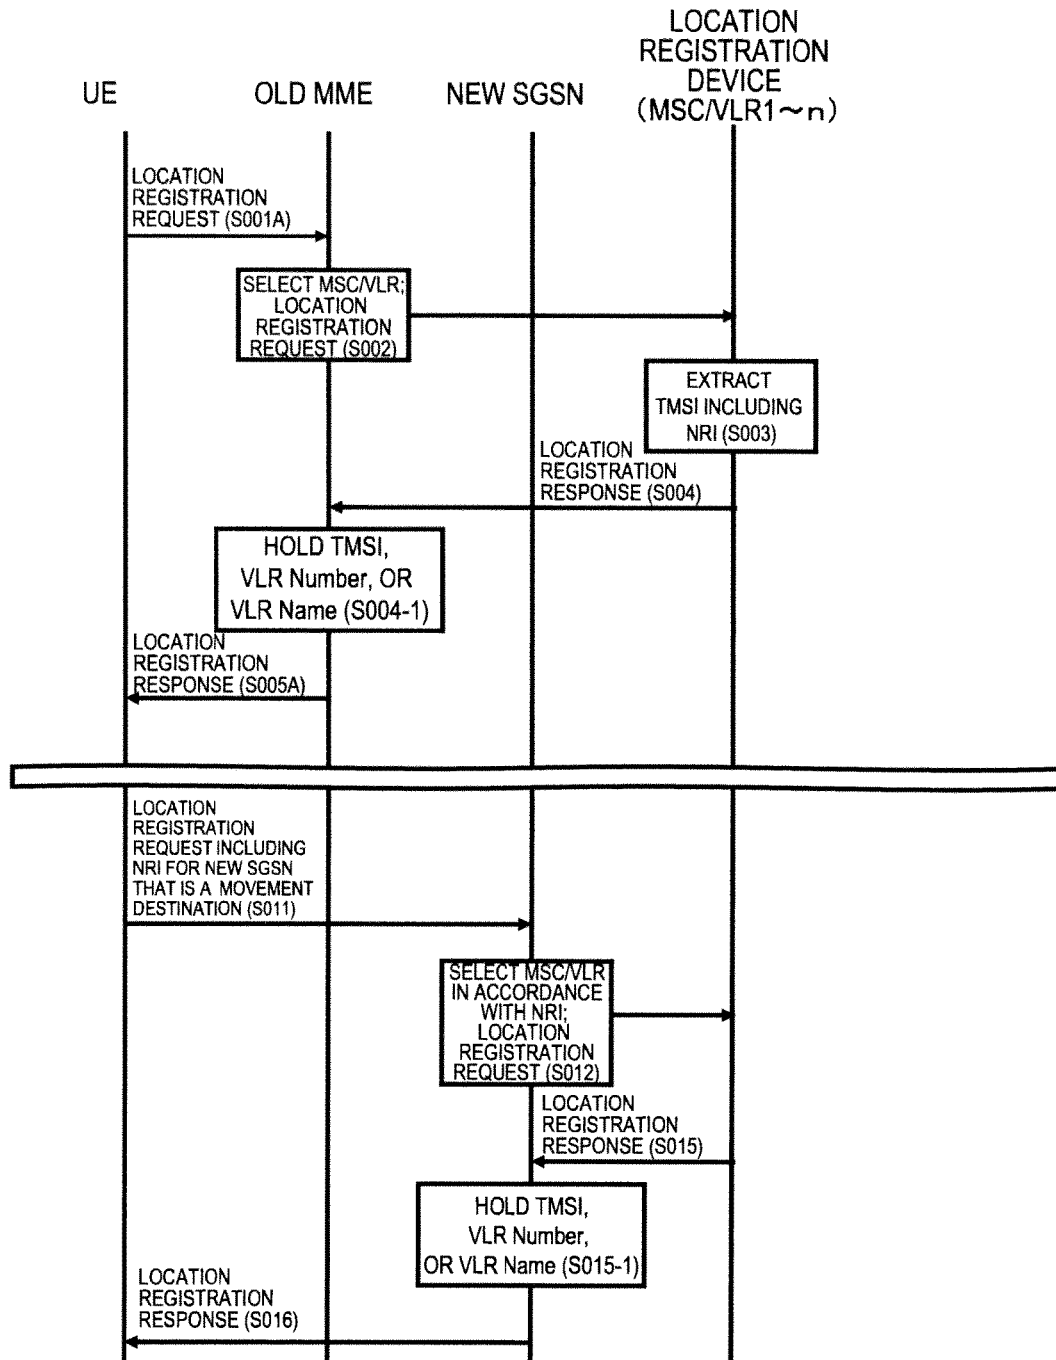 UE
OLD MME
NEW SGSN
LOCATION
REGISTRATION
DEVICE
(MSC/VLR1～n)
LOCATION
REGISTRATION
REQUEST (S001A)
SELECT MSC/VLR;
LOCATION
REGISTRATION
REQUEST (S002)
EXTRACT
TMSI INCLUDING
NRI (S003)
LOCATION
REGISTRATION
RESPONSE (S004)
HOLD TMSI,
VLR Number, OR
VLR Name (S004-1)
LOCATION
REGISTRATION
RESPONSE (S005A)
LOCATION
REGISTRATION
REQUEST INCLUDING
NRI FOR NEW SGSN
THAT IS A MOVEMENT
DESTINATION (S011)
SELECT MSC/VLR
IN ACCORDANCE
WITH NRI;
LOCATION
REGISTRATION
REQUEST (S012)
LOCATION
REGISTRATION
RESPONSE (S015)
HOLD TMSI,
VLR Number,
OR VLR Name (S015-1)
LOCATION
REGISTRATION
RESPONSE (S016)